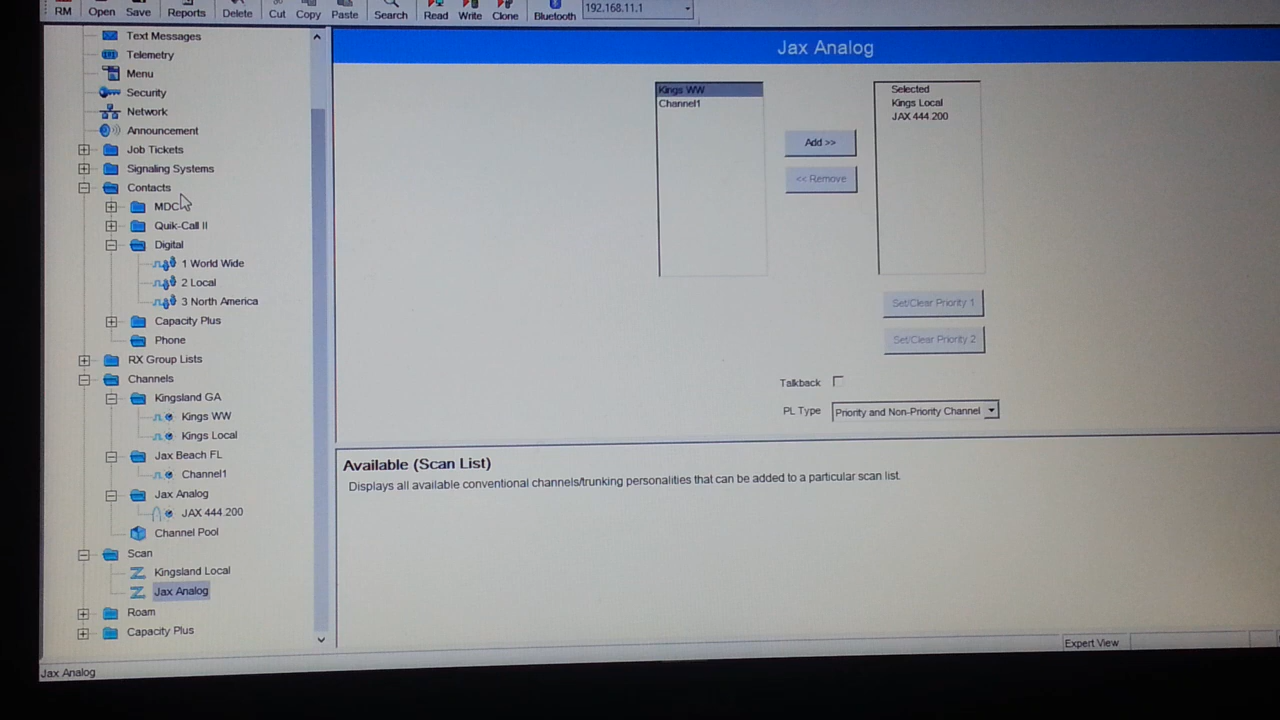 RM Open Save Reports Delete Cut Copy Paste Search Read Write Clone Bluetooth 192.168.11.1
Text Messages
Telemetry
Menu
Security
Network
Announcement
Job Tickets
Signaling Systems
Contacts
MDC
Quik-Call II
Digital
1 World Wide
2 Local
3 North America
Capacity Plus
Phone
RX Group Lists
Channels
Kingsland GA
Kings WW
Kings Local
Jax Beach FL
Channel1
Jax Analog
JAX 444.200
Channel Pool
Scan
Kingsland Local
Jax Analog
Roam
Capacity Plus
Jax Analog
Kings WW
Channel1
Add >>
<< Remove
Selected
Kings Local
JAX 444.200
Set/Clear Priority 1
Set/Clear Priority 2
Talkback
PL Type Priority and Non-Priority Channel
Available (Scan List)
Displays all available conventional channels/trunking personalities that can be added to a particular scan list.
Expert View
Jax Analog